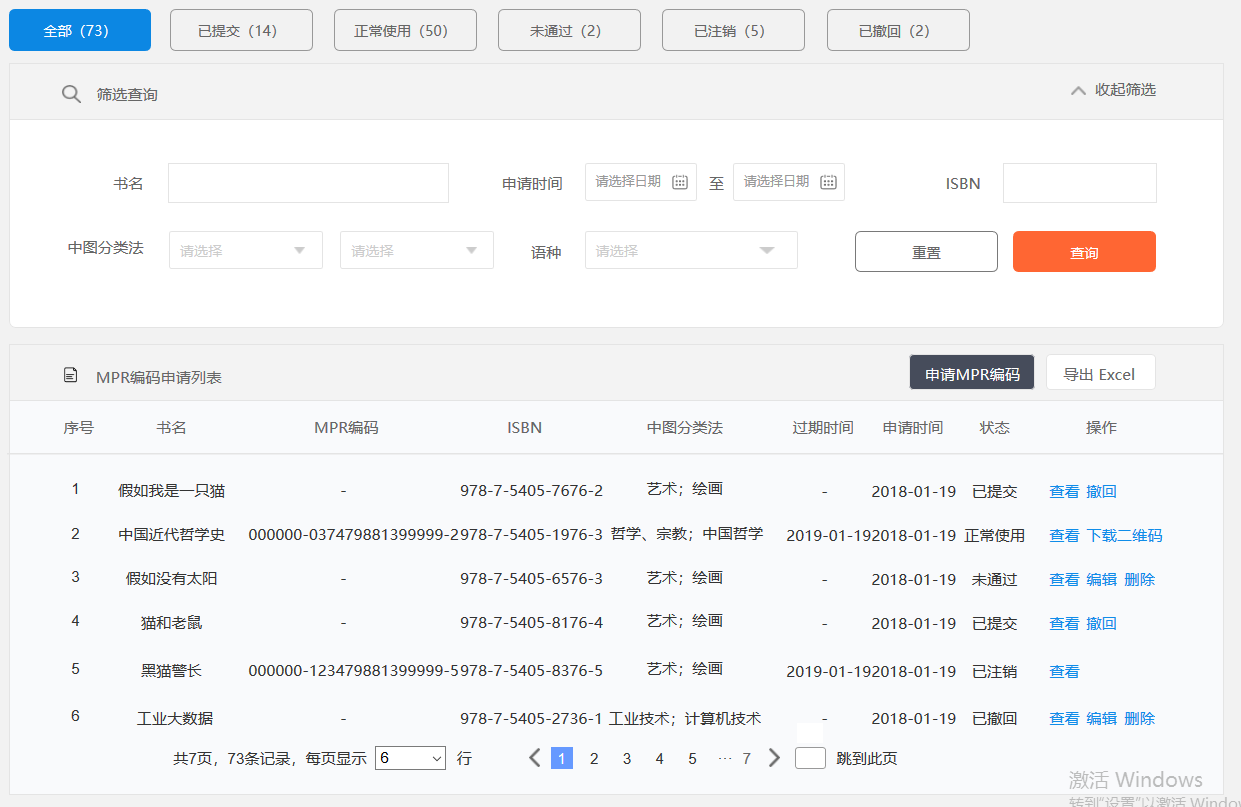 全部（73） 已提交（14） 正常使用（50） 未通过（2） 已注销（5） 已撤回（2）
筛选查询 收起筛选
书名 申请时间 请选择日期 至 请选择日期 ISBN
中图分类法 请选择 请选择 语种 请选择 重置 查询
MPR编码申请列表 申请MPR编码 导出 Excel
序号 书名 MPR编码 ISBN 中图分类法 过期时间 申请时间 状态 操作
1 假如我是一只猫 - 978-7-5405-7676-2 艺术；绘画 - 2018-01-19 已提交 查看 撤回
2 中国近代哲学史 000000-037479881399999-2 978-7-5405-1976-3 哲学、宗教；中国哲学 2019-01-19 2018-01-19 正常使用 查看 下载二维码
3 假如没有太阳 - 978-7-5405-6576-3 艺术；绘画 - 2018-01-19 未通过 查看 编辑 删除
4 猫和老鼠 - 978-7-5405-8176-4 艺术；绘画 - 2018-01-19 已提交 查看 撤回
5 黑猫警长 000000-123479881399999-5 978-7-5405-8376-5 艺术；绘画 2019-01-19 2018-01-19 已注销 查看
6 工业大数据 - 978-7-5405-2736-1 工业技术；计算机技术 - 2018-01-19 已撤回 查看 编辑 删除
共7页，73条记录，每页显示 6 行 1 2 3 4 5 ··· 7 跳到此页
激活 Windows
转到"设置"以激活 Windo